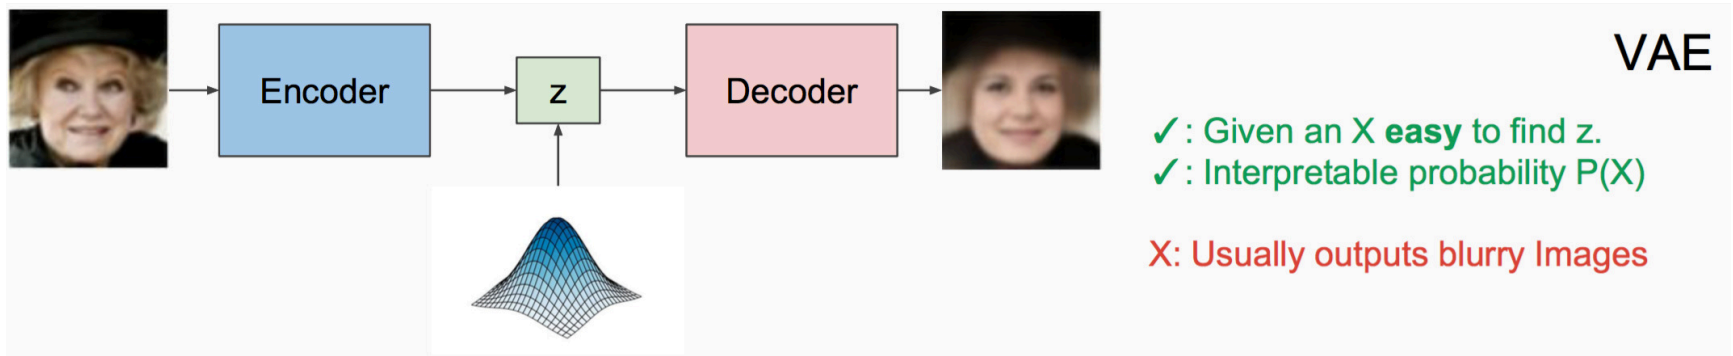 Encoder
z
Decoder
VAE
✓: Given an X easy to find z.
✓: Interpretable probability P(X)
X: Usually outputs blurry Images